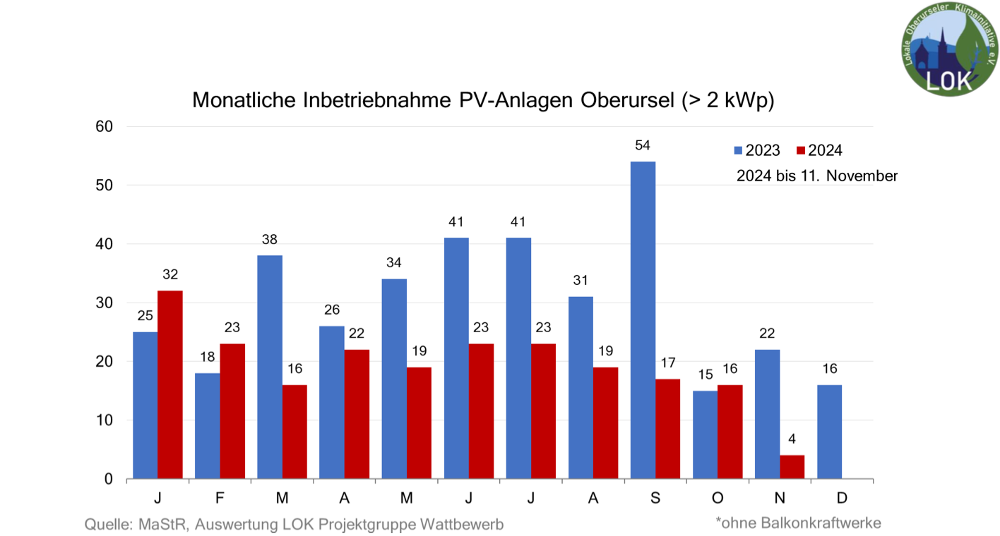 Lokale Oberurseler Klimainitiative e.V.
LOK
Monatliche Inbetriebnahme PV-Anlagen Oberursel (> 2 kWp)
60
50
40
30
20
10
0
2023 2024
2024 bis 11. November
25 32
18 23
38 16
26 22
34 19
41 23
41 23
31 19
54 17
15 16
22 4
16
J F M A M J J A S O N D
Quelle: MaStR, Auswertung LOK Projektgruppe Wattbewerb
*ohne Balkonkraftwerke